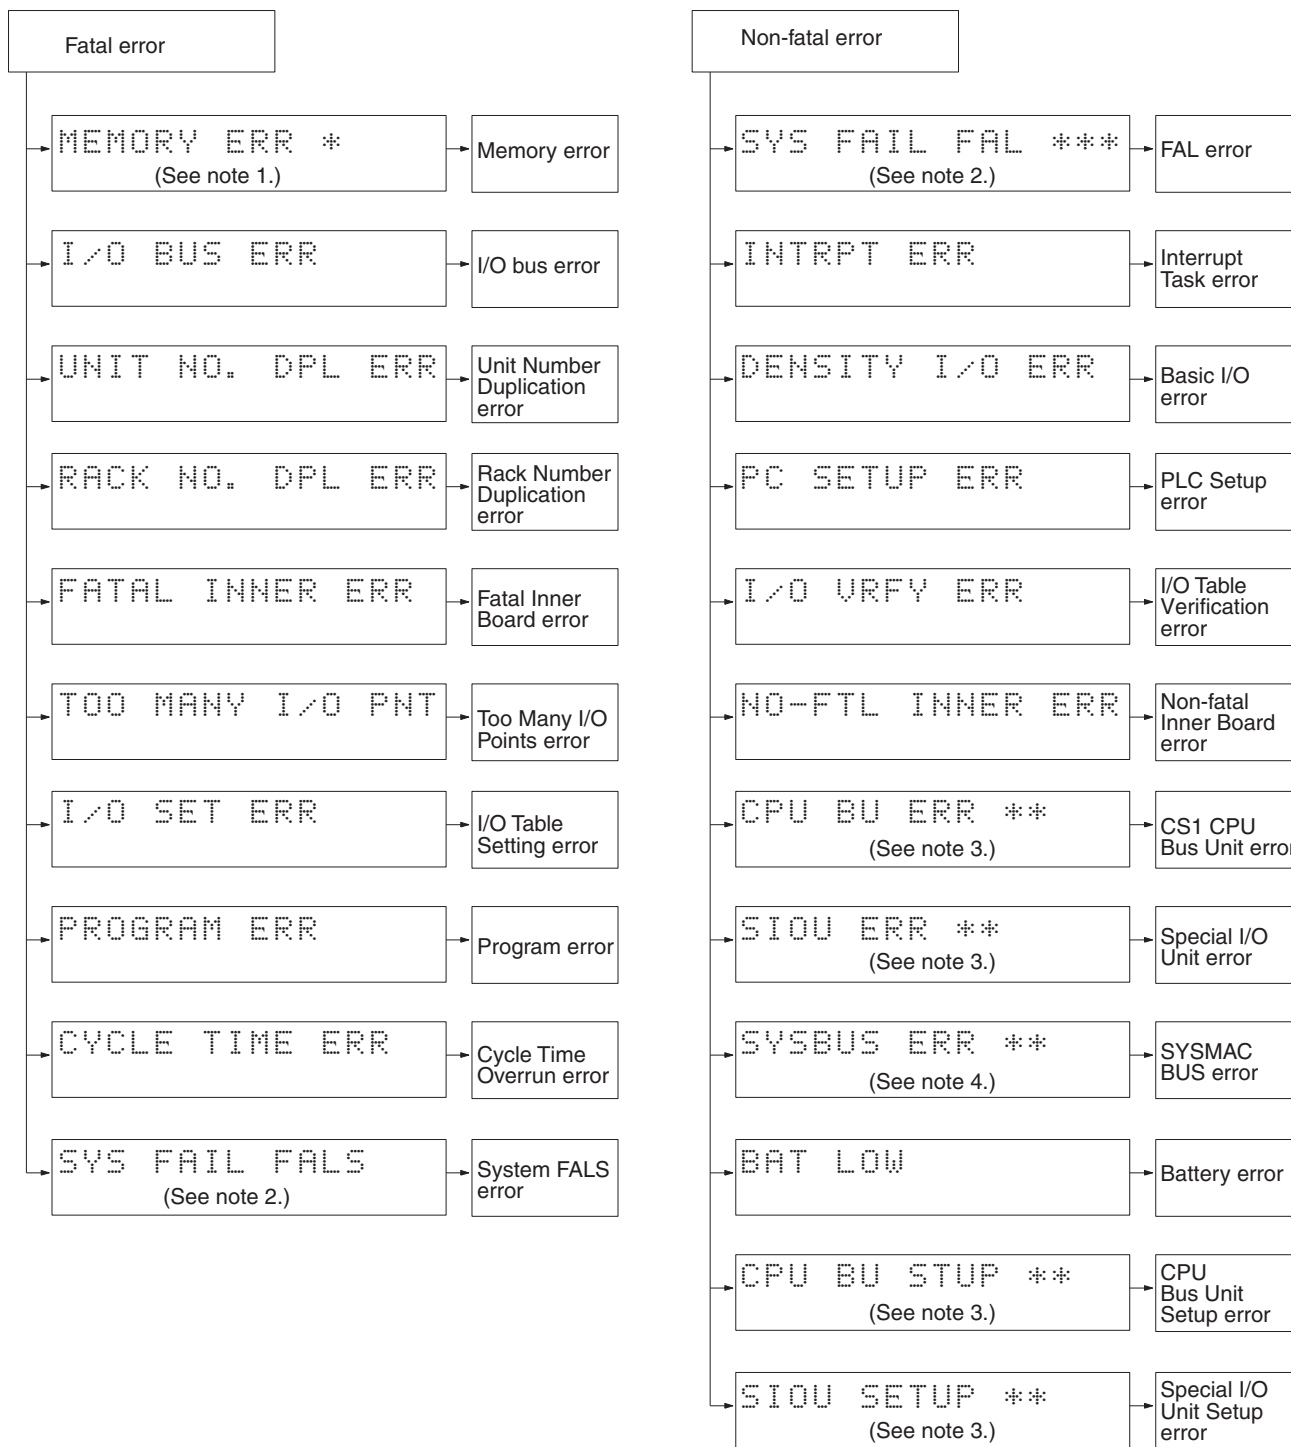 Fatal error
MEMORY ERR *
(See note 1.)
Memory error
I/O BUS ERR
I/O bus error
UNIT NO. DPL ERR
Unit Number
Duplication
error
RACK NO. DPL ERR
Rack Number
Duplication
error
FATAL INNER ERR
Fatal Inner
Board error
TOO MANY I/O PNT
Too Many I/O
Points error
I/O SET ERR
I/O Table
Setting error
PROGRAM ERR
Program error
CYCLE TIME ERR
Cycle Time
Overrun error
SYS FAIL FALS
(See note 2.)
System FALS
error
Non-fatal error
SYS FAIL FAL ***
(See note 2.)
FAL error
INTRPT ERR
Interrupt
Task error
DENSITY I/O ERR
Basic I/O
error
PC SETUP ERR
PLC Setup
error
I/O VRFY ERR
I/O Table
Verification
error
NO-FTL INNER ERR
Non-fatal
Inner Board
error
CPU BU ERR **
(See note 3.)
CS1 CPU
Bus Unit error
SIOU ERR **
(See note 3.)
Special I/O
Unit error
SYSBUS ERR **
(See note 4.)
SYSMAC
BUS error
BAT LOW
Battery error
CPU BU STUP **
(See note 3.)
CPU
Bus Unit
Setup error
SIOU SETUP **
(See note 3.)
Special I/O
Unit Setup
error